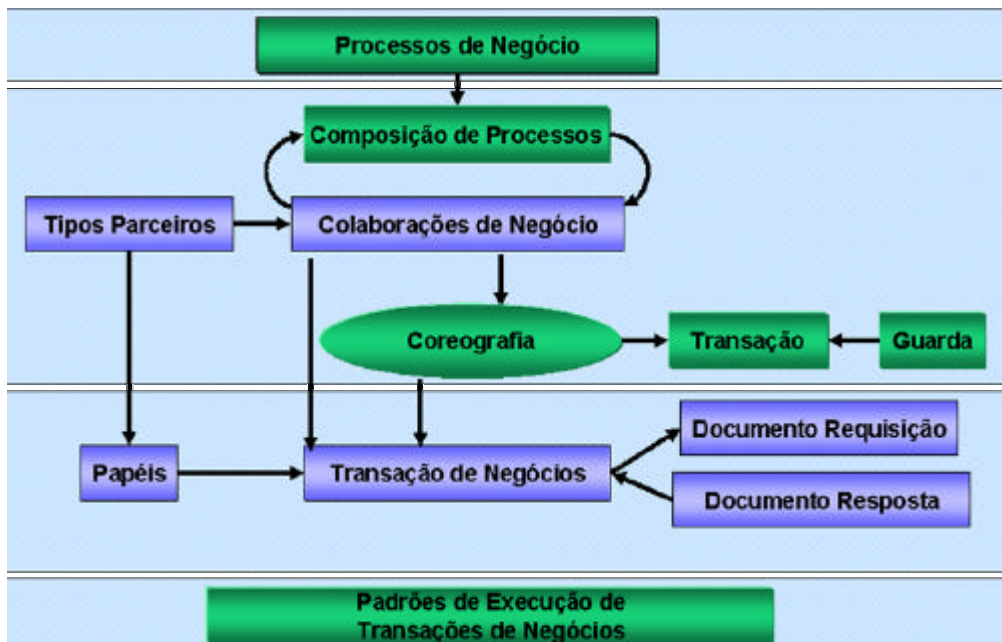 Processos de Negócio
Composição de Processos
Tipos Parceiros
Colaborações de Negócio
Coreografia
Transação
Guarda
Documento Requisição
Papéis
Transação de Negócios
Documento Resposta
Padrões de Execução de
Transações de Negócios